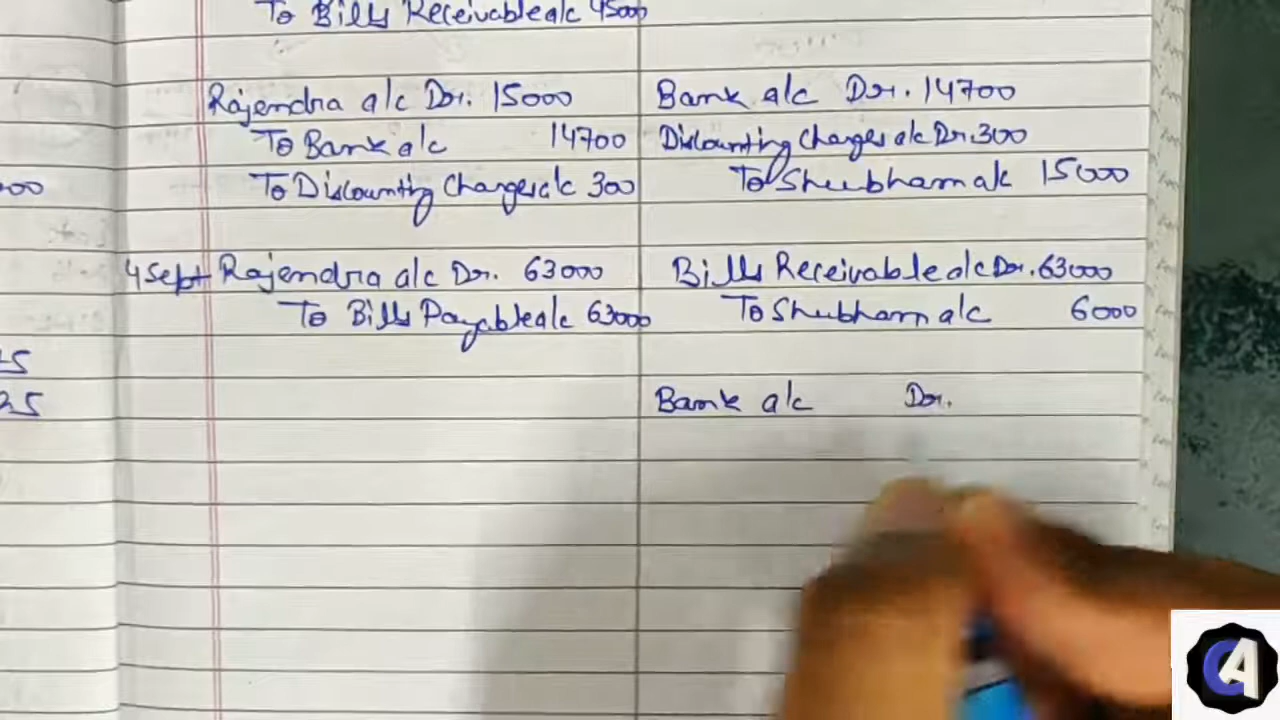 To Bills Receivable a/c 45000
Rajendra a/c Dr. 15000
To Bank a/c 14700
To Discounting Charges a/c 300
4 Sept Rajendra a/c Dr. 63000
To Bills Payable a/c 63000
Bank a/c Dr. 14700
Discounting Charges a/c Dr. 300
To Shubham a/c 15000
Bills Receivable a/c Dr. 63000
To Shubham a/c 6000
Bank a/c Dr.
CA